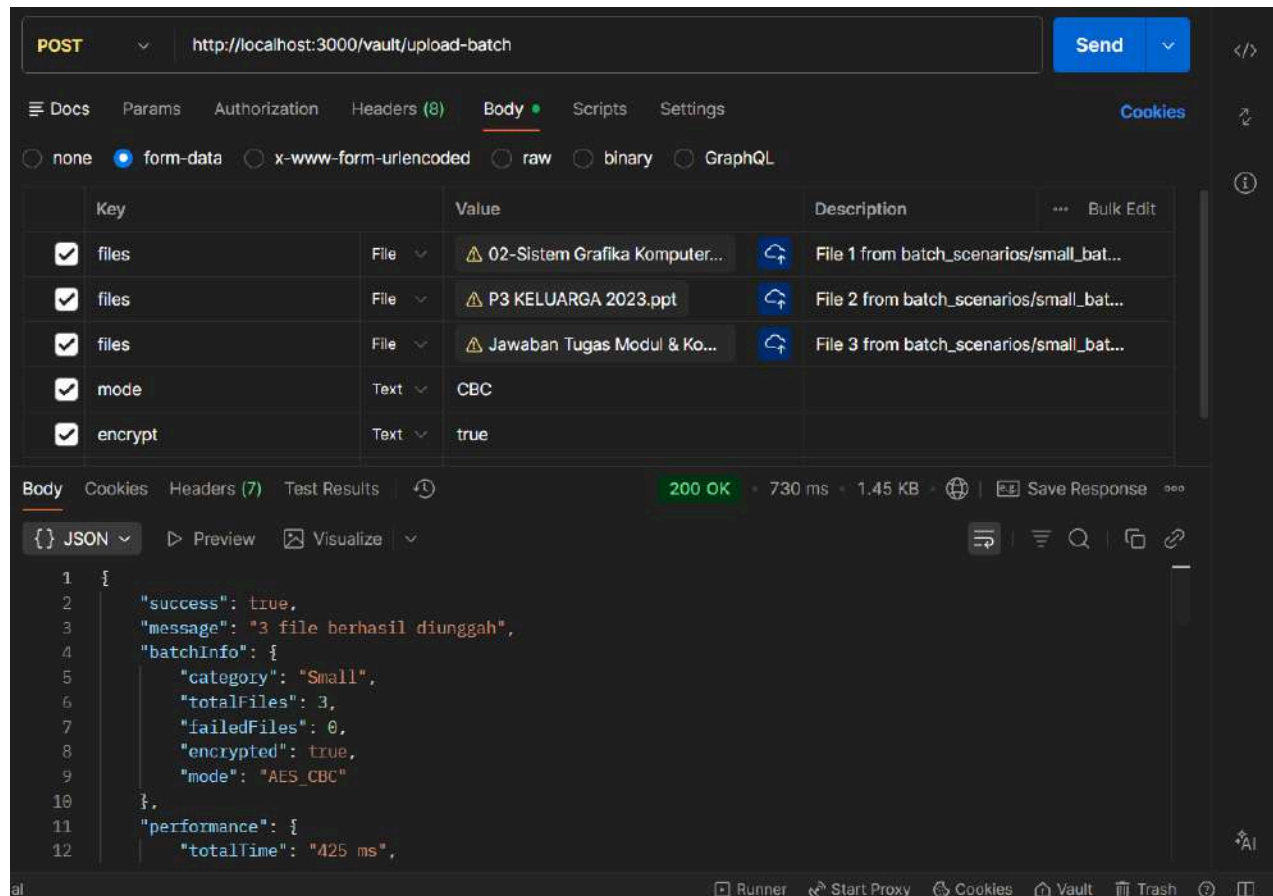 POST http://localhost:3000/vault/upload-batch Send
Docs Params Authorization Headers (8) Body Scripts Settings Cookies
none form-data x-www-form-urlencoded raw binary GraphQL
Key Value Description ... Bulk Edit
files File 02-Sistem Grafika Komputer... File 1 from batch_scenarios/small_bat...
files File P3 KELUARGA 2023.ppt File 2 from batch_scenarios/small_bat...
files File Jawaban Tugas Modul & Ko... File 3 from batch_scenarios/small_bat...
mode Text CBC
encrypt Text true
Body Cookies Headers (7) Test Results 200 OK 730 ms 1.45 KB e.g. Save Response
{} JSON Preview Visualize
1 {
2 "success": true,
3 "message": "3 file berhasil diunggah",
4 "batchInfo": {
5 "category": "Small",
6 "totalFiles": 3,
7 "failedFiles": 0,
8 "encrypted": true,
9 "mode": "AES_CBC"
10 },
11 "performance": {
12 "totalTime": "425 ms",
AI
al Runner Start Proxy Cookies Vault Trash